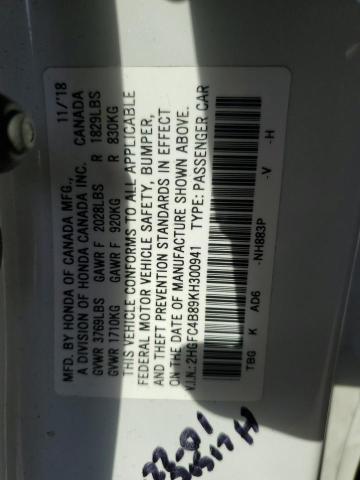 MFD. BY HONDA OF CANADA MFG., 11/'18
A DIVISION OF HONDA CANADA INC. CANADA
GVWR 3769LBS GAWR F 2028LBS R 1829LBS
GVWR 1710KG GAWR F 920KG R 830KG
THIS VEHICLE CONFORMS TO ALL APPLICABLE
FEDERAL MOTOR VEHICLE SAFETY, BUMPER,
AND THEFT PREVENTION STANDARDS IN EFFECT
ON THE DATE OF MANUFACTURE SHOWN ABOVE.
V.I.N.: 2HGFC4B89KH300941 TYPE: PASSENGER CAR
TBG K AD6 -NH883P -V -H